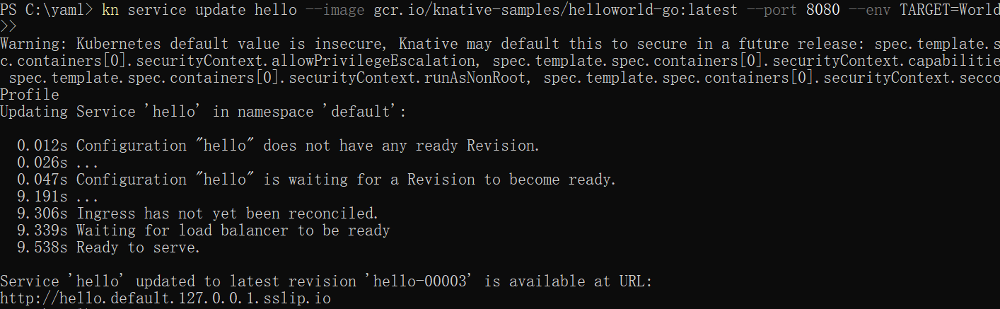 PS C:\yaml> kn service update hello --image gcr.io/knative-samples/helloworld-go:latest --port 8080 --env TARGET=World
>>
Warning: Kubernetes default value is insecure, Knative may default this to secure in a future release: spec.template.s
c.containers[0].securityContext.allowPrivilegeEscalation, spec.template.spec.containers[0].securityContext.capabilitie
 spec.template.spec.containers[0].securityContext.runAsNonRoot, spec.template.spec.containers[0].securityContext.secco
Profile
Updating Service 'hello' in namespace 'default':

  0.012s Configuration "hello" does not have any ready Revision.
  0.026s ...
  0.047s Configuration "hello" is waiting for a Revision to become ready.
  9.191s ...
  9.306s Ingress has not yet been reconciled.
  9.339s Waiting for load balancer to be ready
  9.538s Ready to serve.

Service 'hello' updated to latest revision 'hello-00003' is available at URL:
http://hello.default.127.0.0.1.sslip.io